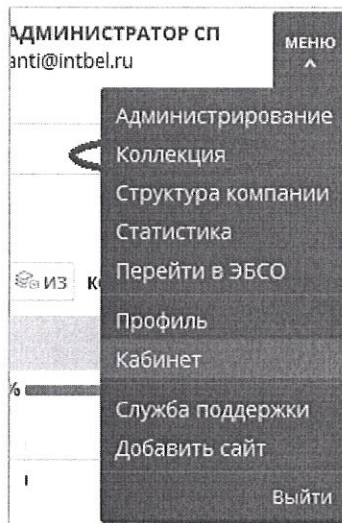 АДМИНИСТРАТОР СП
anti@intbel.ru
МЕНЮ
Администрирование
Коллекция
Структура компании
Статистика
Перейти в ЭБСО
ИЗ
Профиль
Кабинет
%
Служба поддержки
Добавить сайт
Выйти